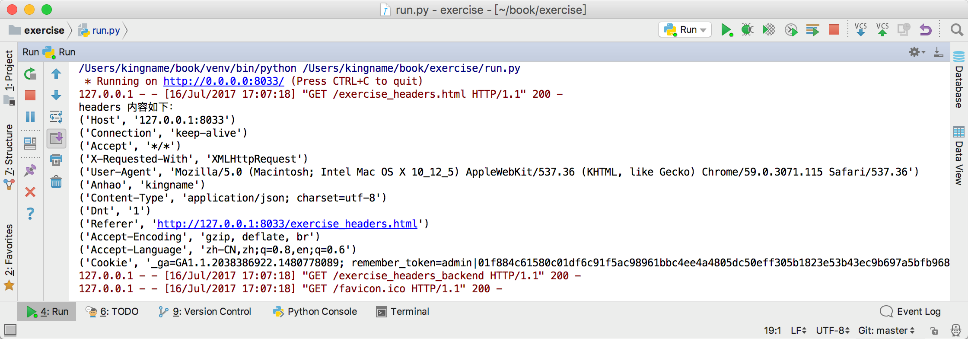 run.py - exercise - [~/book/exercise]
exercise run.py Run VCS VCS
Run Run
1: Project
Z: Structure
2: Favorites
/Users/kingname/book/venv/bin/python /Users/kingname/book/exercise/run.py
* Running on http://0.0.0.0:8033/ (Press CTRL+C to quit)
127.0.0.1 - - [16/Jul/2017 17:07:18] "GET /exercise_headers.html HTTP/1.1" 200 -
headers 内容如下:
('Host', '127.0.0.1:8033')
('Connection', 'keep-alive')
('Accept', '*/*')
('X-Requested-With', 'XMLHttpRequest')
('User-Agent', 'Mozilla/5.0 (Macintosh; Intel Mac OS X 10_12_5) AppleWebKit/537.36 (KHTML, like Gecko) Chrome/59.0.3071.115 Safari/537.36')
('Anhao', 'kingname')
('Content-Type', 'application/json; charset=utf-8')
('Dnt', '1')
('Referer', 'http://127.0.0.1:8033/exercise_headers.html')
('Accept-Encoding', 'gzip, deflate, br')
('Accept-Language', 'zh-CN,zh;q=0.8,en;q=0.6')
('Cookie', '_ga=GA1.1.2038386922.1480778089; remember_token=admin|01f884c61580c01df6c91f5ac98961bbc4ee4a4805dc50eff305b1823e53b43ec9b697a5bfb968
127.0.0.1 - - [16/Jul/2017 17:07:18] "GET /exercise_headers_backend HTTP/1.1" 200 -
127.0.0.1 - - [16/Jul/2017 17:07:18] "GET /favicon.ico HTTP/1.1" 200 -
Database
Data View
4: Run 6: TODO 9: Version Control Python Console Terminal Event Log
19:1 LF UTF-8 Git: master